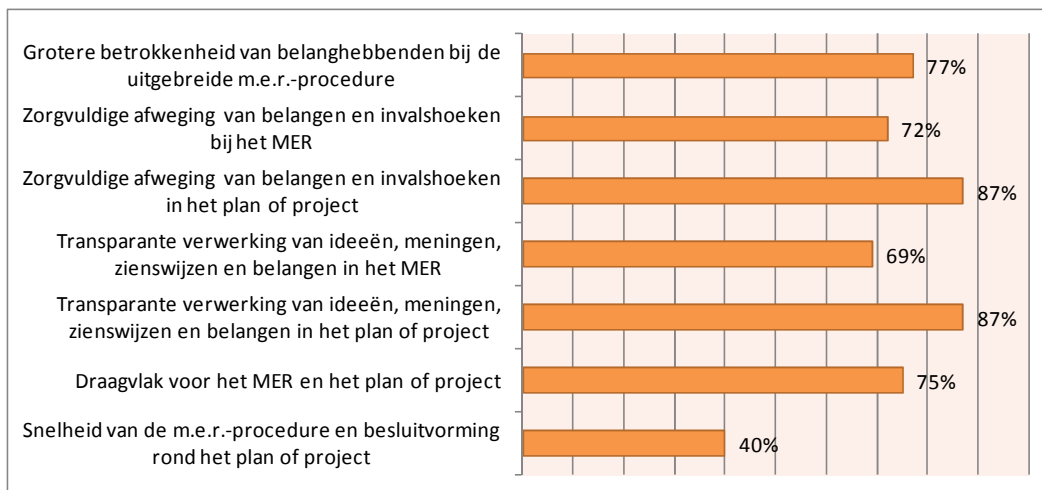 Grotere betrokkenheid van belanghebbenden bij de
uitgebreide m.e.r.-procedure
77%
Zorgvuldige afweging van belangen en invalshoeken
bij het MER
72%
Zorgvuldige afweging van belangen en invalshoeken
in het plan of project
87%
Transparante verwerking van ideeën, meningen,
zienswijzen en belangen in het MER
69%
Transparante verwerking van ideeën, meningen,
zienswijzen en belangen in het plan of project
87%
Draagvlak voor het MER en het plan of project
75%
Snelheid van de m.e.r.-procedure en besluitvorming
rond het plan of project
40%